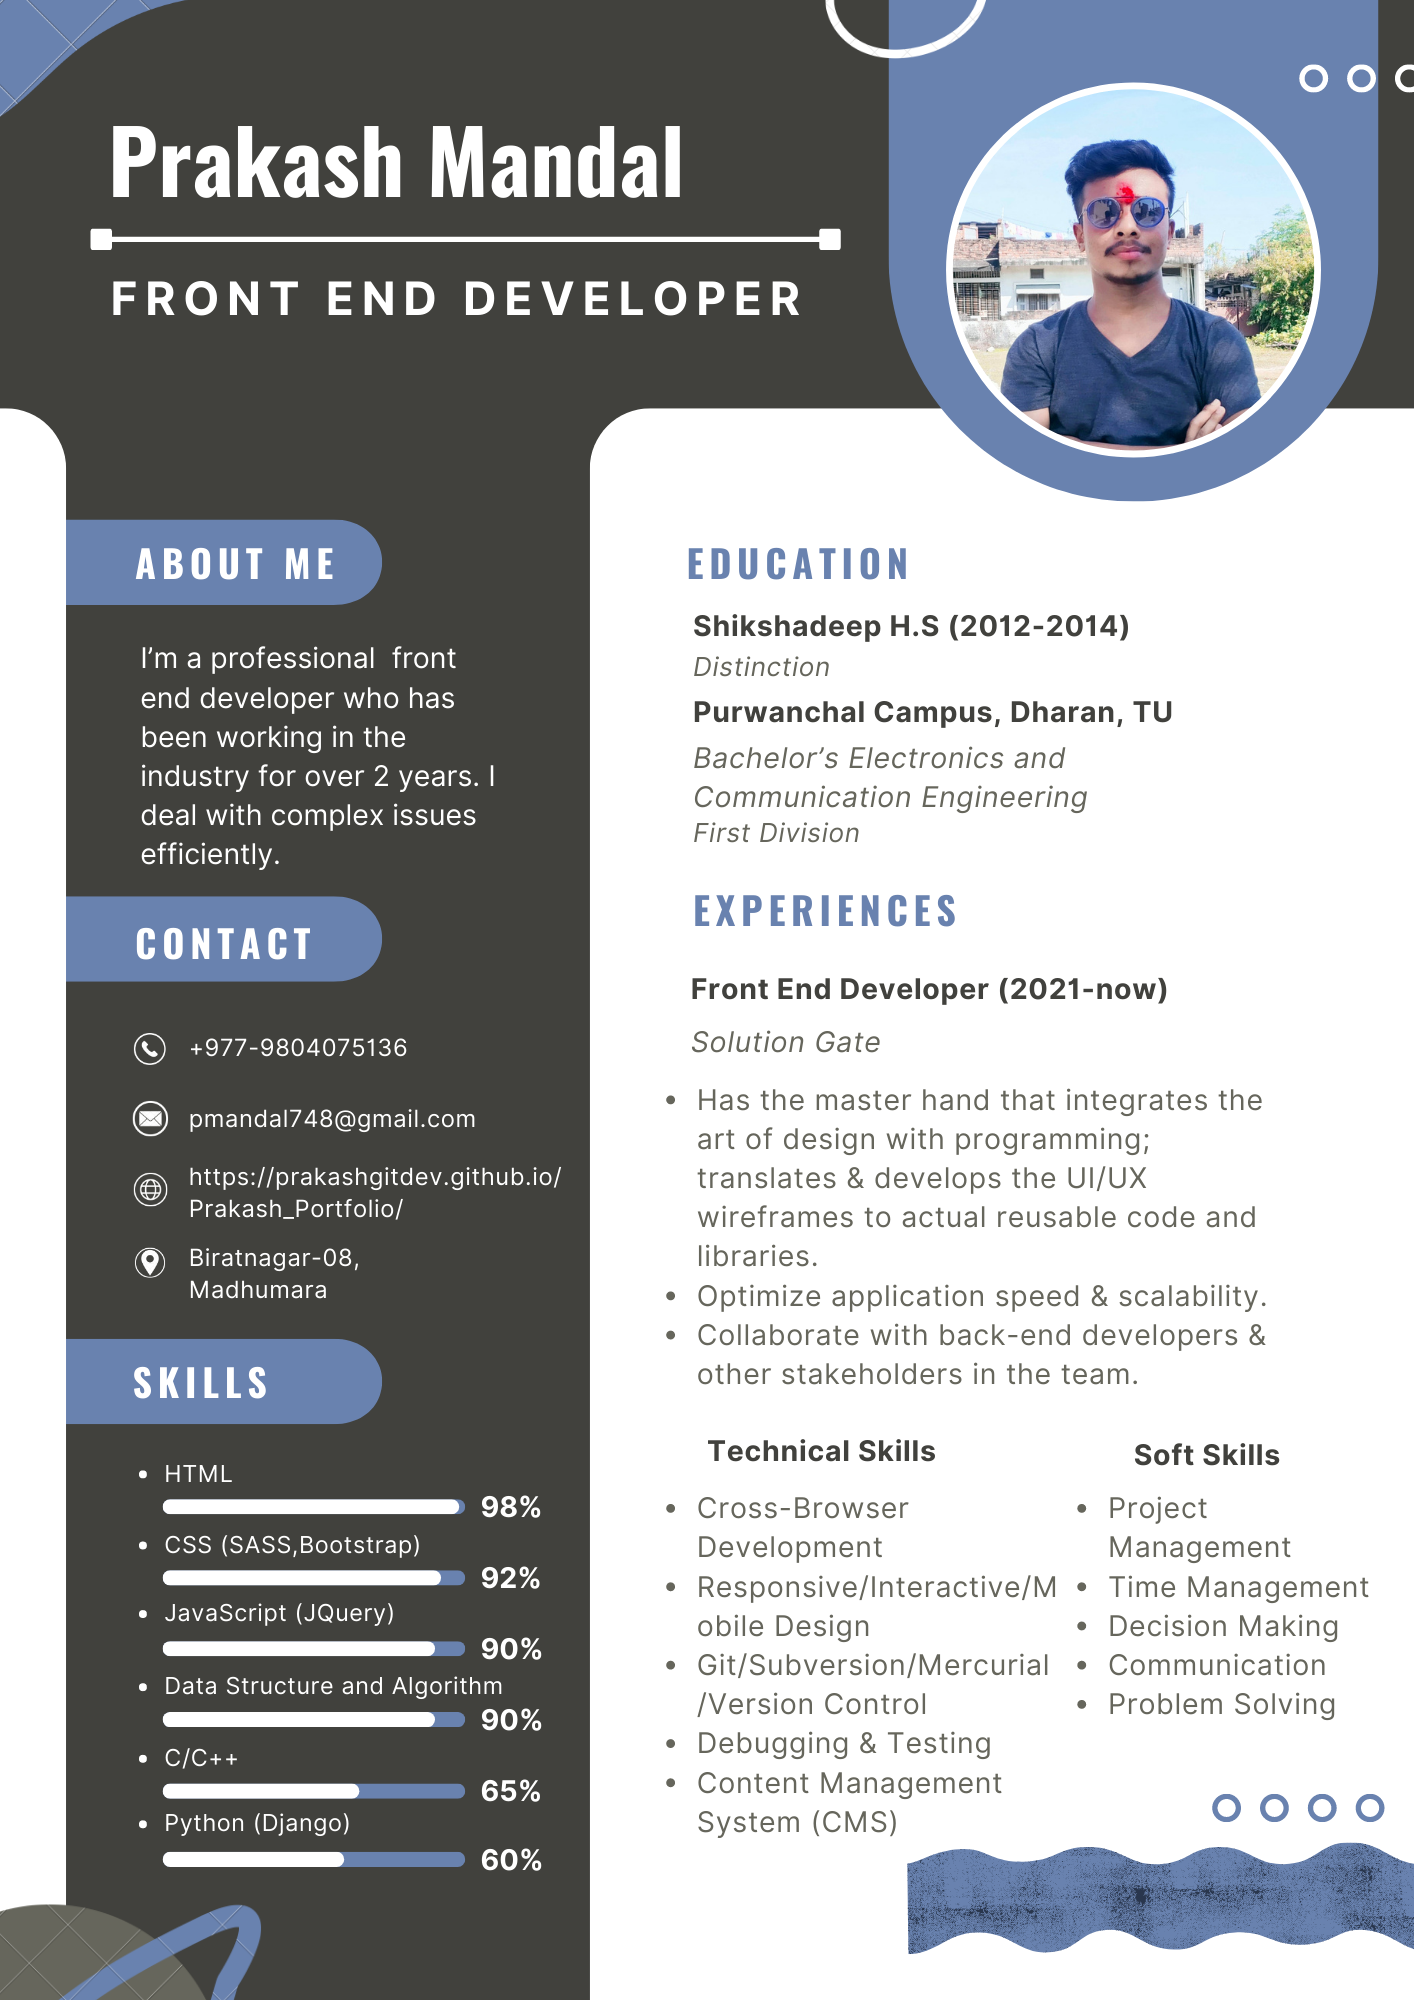 Prakash Mandal
FRONT END DEVELOPER
ABOUT ME
I’m a professional  front
end developer who has
been working in the
industry for over 2 years. I
deal with complex issues
efficiently.
CONTACT
+977-9804075136
pmandal748@gmail.com
https://prakashgitdev.github.io/
Prakash_Portfolio/
Biratnagar-08,
Madhumara
SKILLS
• HTML
98%
• CSS (SASS,Bootstrap)
92%
• JavaScript (JQuery)
90%
• Data Structure and Algorithm
90%
• C/C++
65%
• Python (Django)
60%
EDUCATION
Shikshadeep H.S (2012-2014)
Distinction
Purwanchal Campus, Dharan, TU
Bachelor’s Electronics and
Communication Engineering
First Division
EXPERIENCES
Front End Developer (2021-now)
Solution Gate
• Has the master hand that integrates the
art of design with programming;
translates & develops the UI/UX
wireframes to actual reusable code and
libraries.
• Optimize application speed & scalability.
• Collaborate with back-end developers &
other stakeholders in the team.
Technical Skills
• Cross-Browser
Development
• Responsive/Interactive/M
obile Design
• Git/Subversion/Mercurial
/Version Control
• Debugging & Testing
• Content Management
System (CMS)
Soft Skills
• Project
Management
• Time Management
• Decision Making
• Communication
• Problem Solving